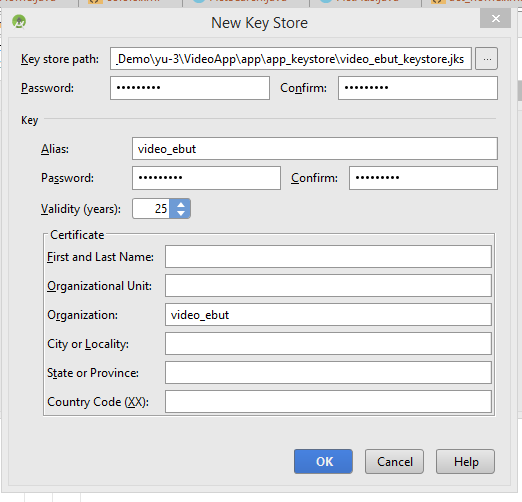 New Key Store
Key store path: _Demo\yu-3\VideoApp\app\app_keystore\video_ebut_keystore.jks ...
Password: ••••••••• Confirm: •••••••••
Key
Alias: video_ebut
Password: ••••••••• Confirm: •••••••••
Validity (years): 25
Certificate
First and Last Name:
Organizational Unit:
Organization: video_ebut
City or Locality:
State or Province:
Country Code (XX):
OK Cancel Help